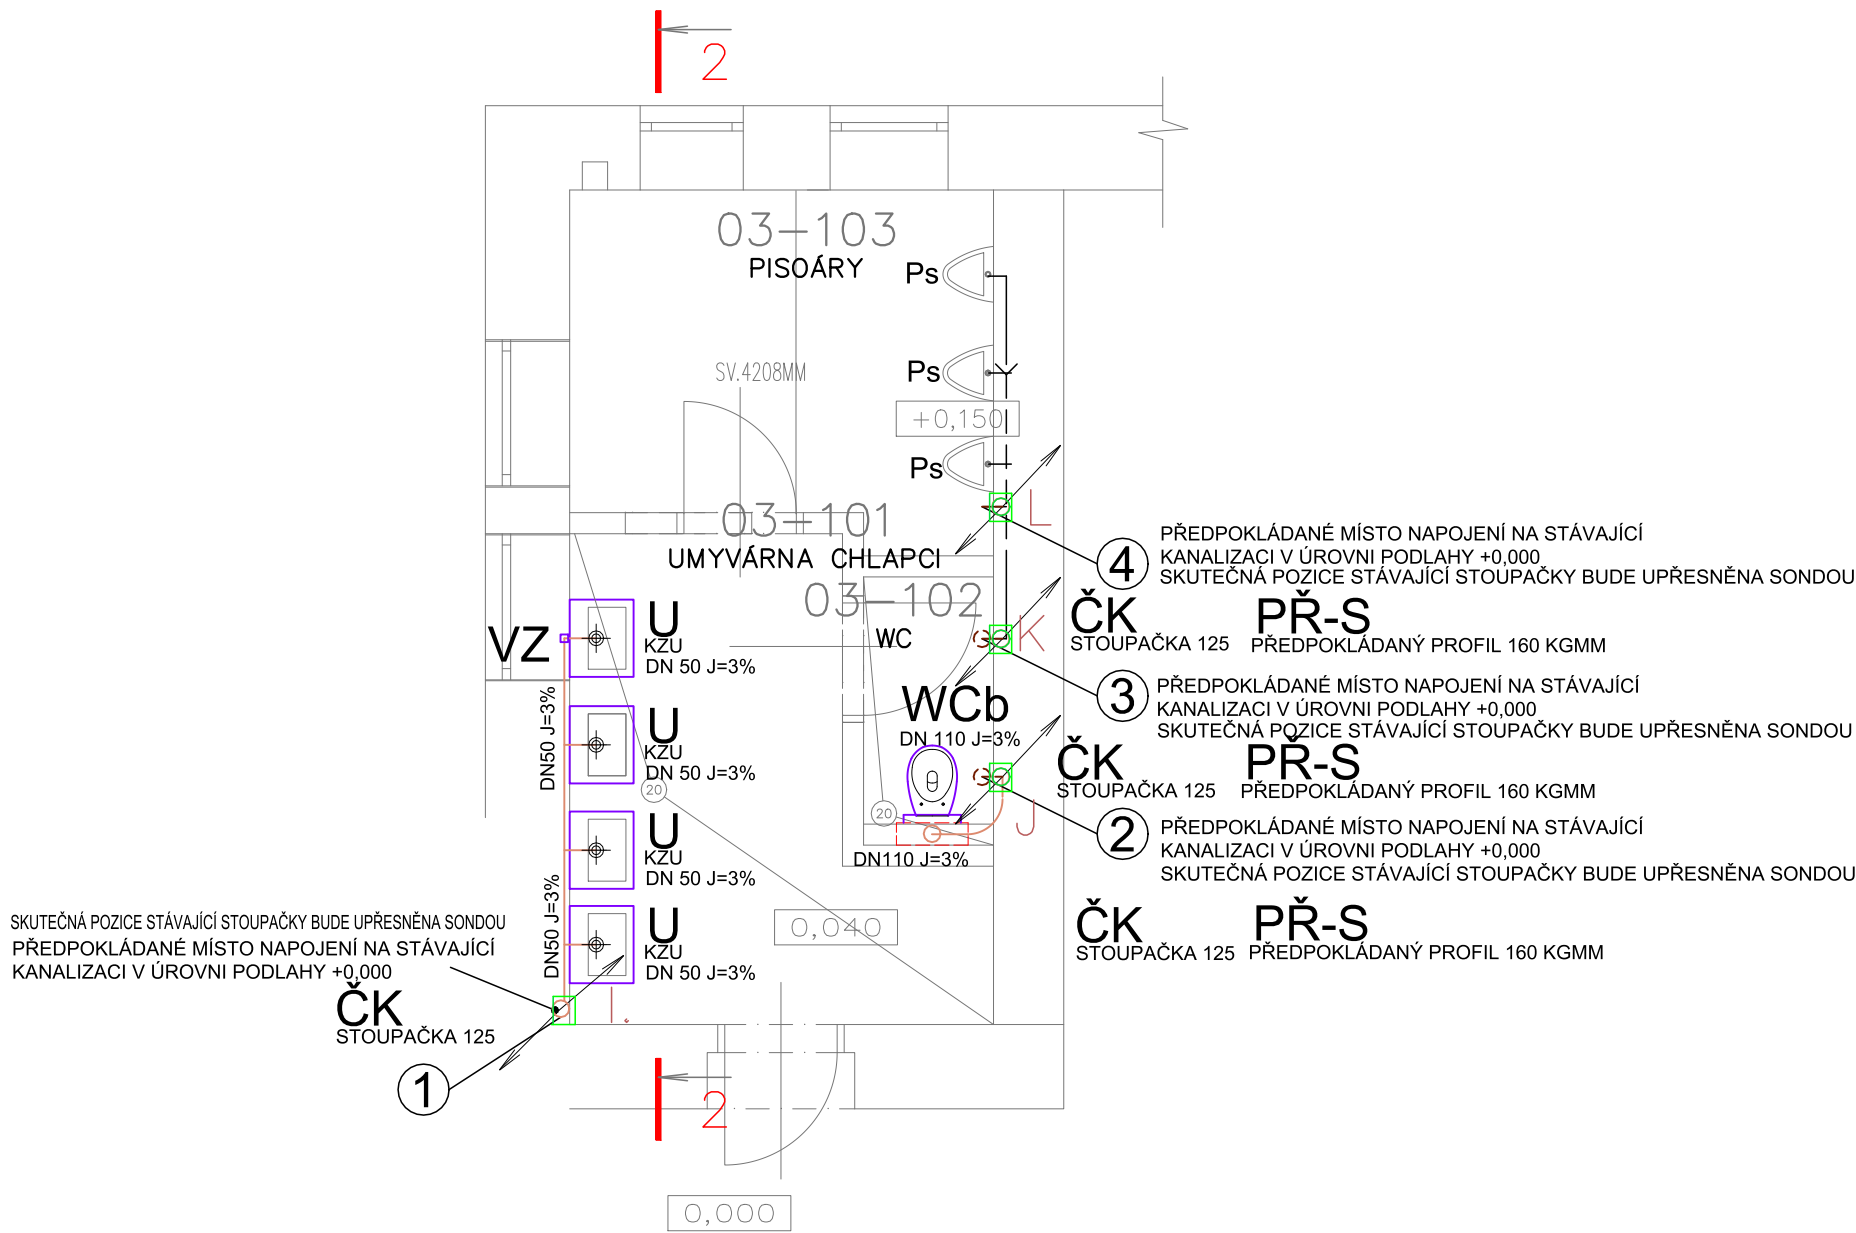 2
03-103
PISOÁRY
Ps
SV.4208MM
Ps
+0,150
Ps
03-101
UMYVÁRNA CHLAPCI
L
4
PŘEDPOKLÁDANÉ MÍSTO NAPOJENÍ NA STÁVAJÍCÍ
KANALIZACI V ÚROVNI PODLAHY +0,000
SKUTEČNÁ POZICE STÁVAJÍCÍ STOUPAČKY BUDE UPŘESNĚNA SONDOU
ČK PŘ-S
STOUPAČKA 125 PŘEDPOKLÁDANÝ PROFIL 160 KGMM
03-102
WC
K
VZ
U
KZU
DN 50 J=3%
3
PŘEDPOKLÁDANÉ MÍSTO NAPOJENÍ NA STÁVAJÍCÍ
KANALIZACI V ÚROVNI PODLAHY +0,000
SKUTEČNÁ POZICE STÁVAJÍCÍ STOUPAČKY BUDE UPŘESNĚNA SONDOU
ČK PŘ-S
STOUPAČKA 125 PŘEDPOKLÁDANÝ PROFIL 160 KGMM
WCb
DN 110 J=3%
DN50 J=3%
U
KZU
DN 50 J=3%
20
20
J
2
PŘEDPOKLÁDANÉ MÍSTO NAPOJENÍ NA STÁVAJÍCÍ
KANALIZACI V ÚROVNI PODLAHY +0,000
SKUTEČNÁ POZICE STÁVAJÍCÍ STOUPAČKY BUDE UPŘESNĚNA SONDOU
ČK PŘ-S
STOUPAČKA 125 PŘEDPOKLÁDANÝ PROFIL 160 KGMM
DN110 J=3%
U
KZU
DN 50 J=3%
DN50 J=3%
U
KZU
DN 50 J=3%
0,040
SKUTEČNÁ POZICE STÁVAJÍCÍ STOUPAČKY BUDE UPŘESNĚNA SONDOU
PŘEDPOKLÁDANÉ MÍSTO NAPOJENÍ NA STÁVAJÍCÍ
KANALIZACI V ÚROVNI PODLAHY +0,000
ČK
STOUPAČKA 125
I.
1
2
0,000